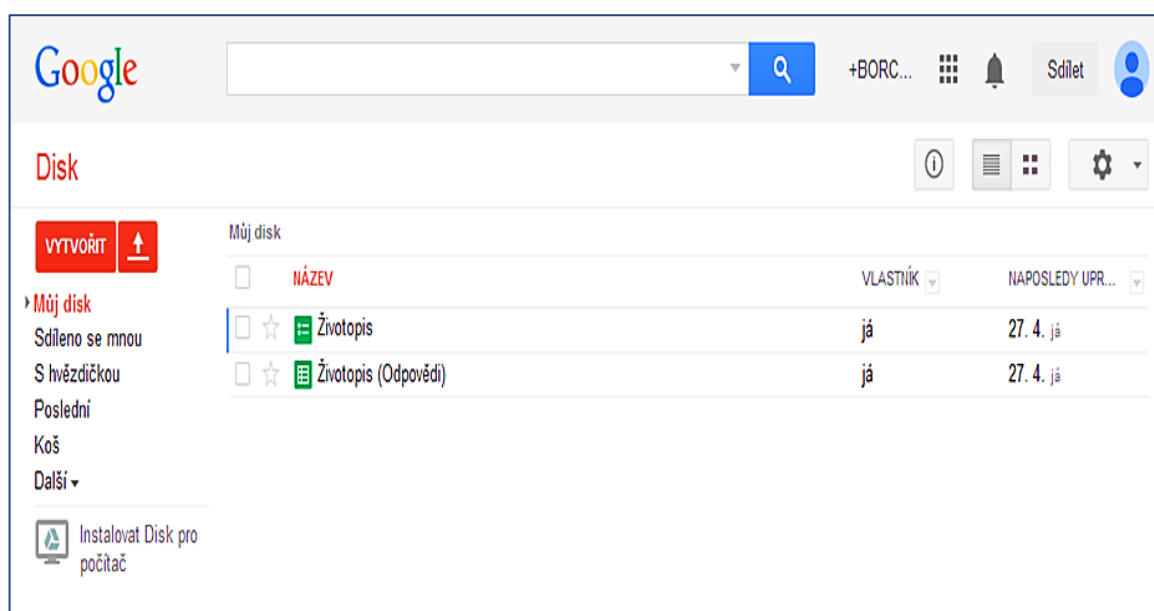 Google
+BORC...
Sdílet
Disk
VYTVOŘIT
Můj disk
Sdíleno se mnou
S hvězdičkou
Poslední
Koš
Další
Instalovat Disk pro
počítač
Můj disk
NÁZEV VLASTNÍK NAPOSLEDY UPR...
Životopis já 27. 4. já
Životopis (Odpovědi) já 27. 4. já